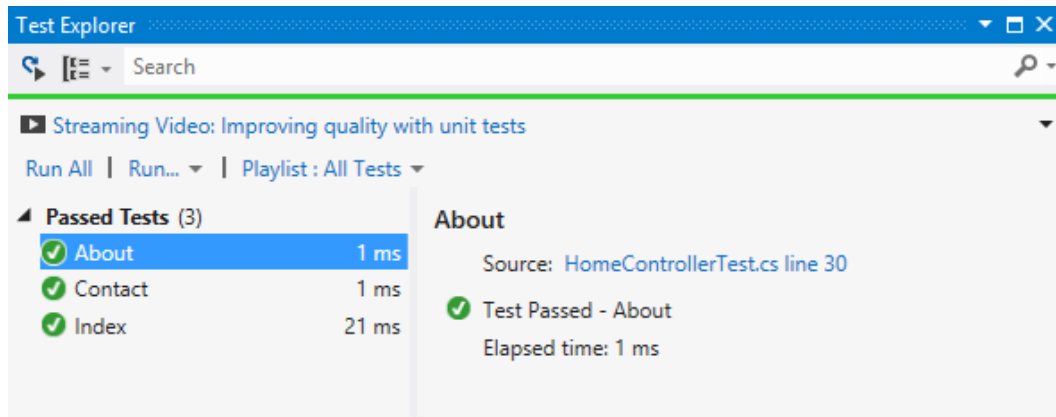 Test Explorer
Search
Streaming Video: Improving quality with unit tests
Run All | Run... | Playlist : All Tests
Passed Tests (3)
About 1 ms
Contact 1 ms
Index 21 ms
About
Source: HomeControllerTest.cs line 30
Test Passed - About
Elapsed time: 1 ms